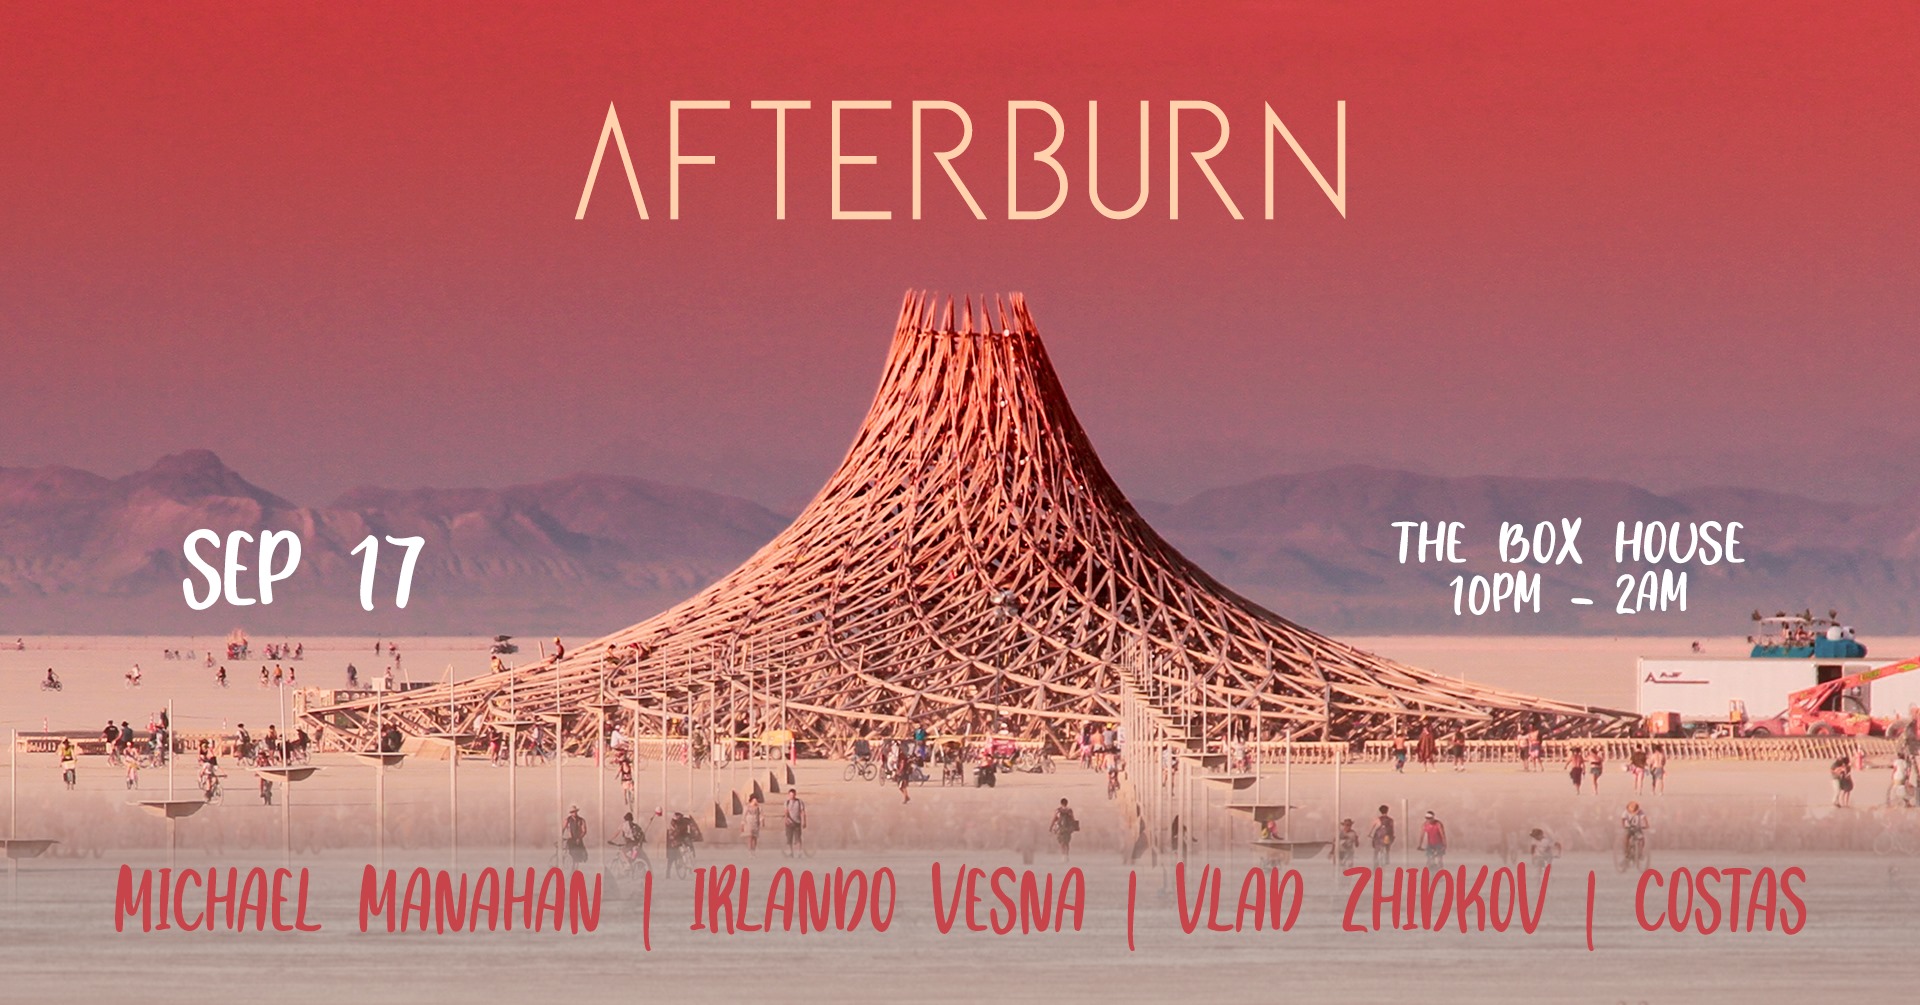 AFTERBURN
SEP 17
THE BOX HOUSE
10PM - 2AM
MICHAEL MANAHAN | IRLANDO VESNA | VLAD ZHIDKOV | COSTAS